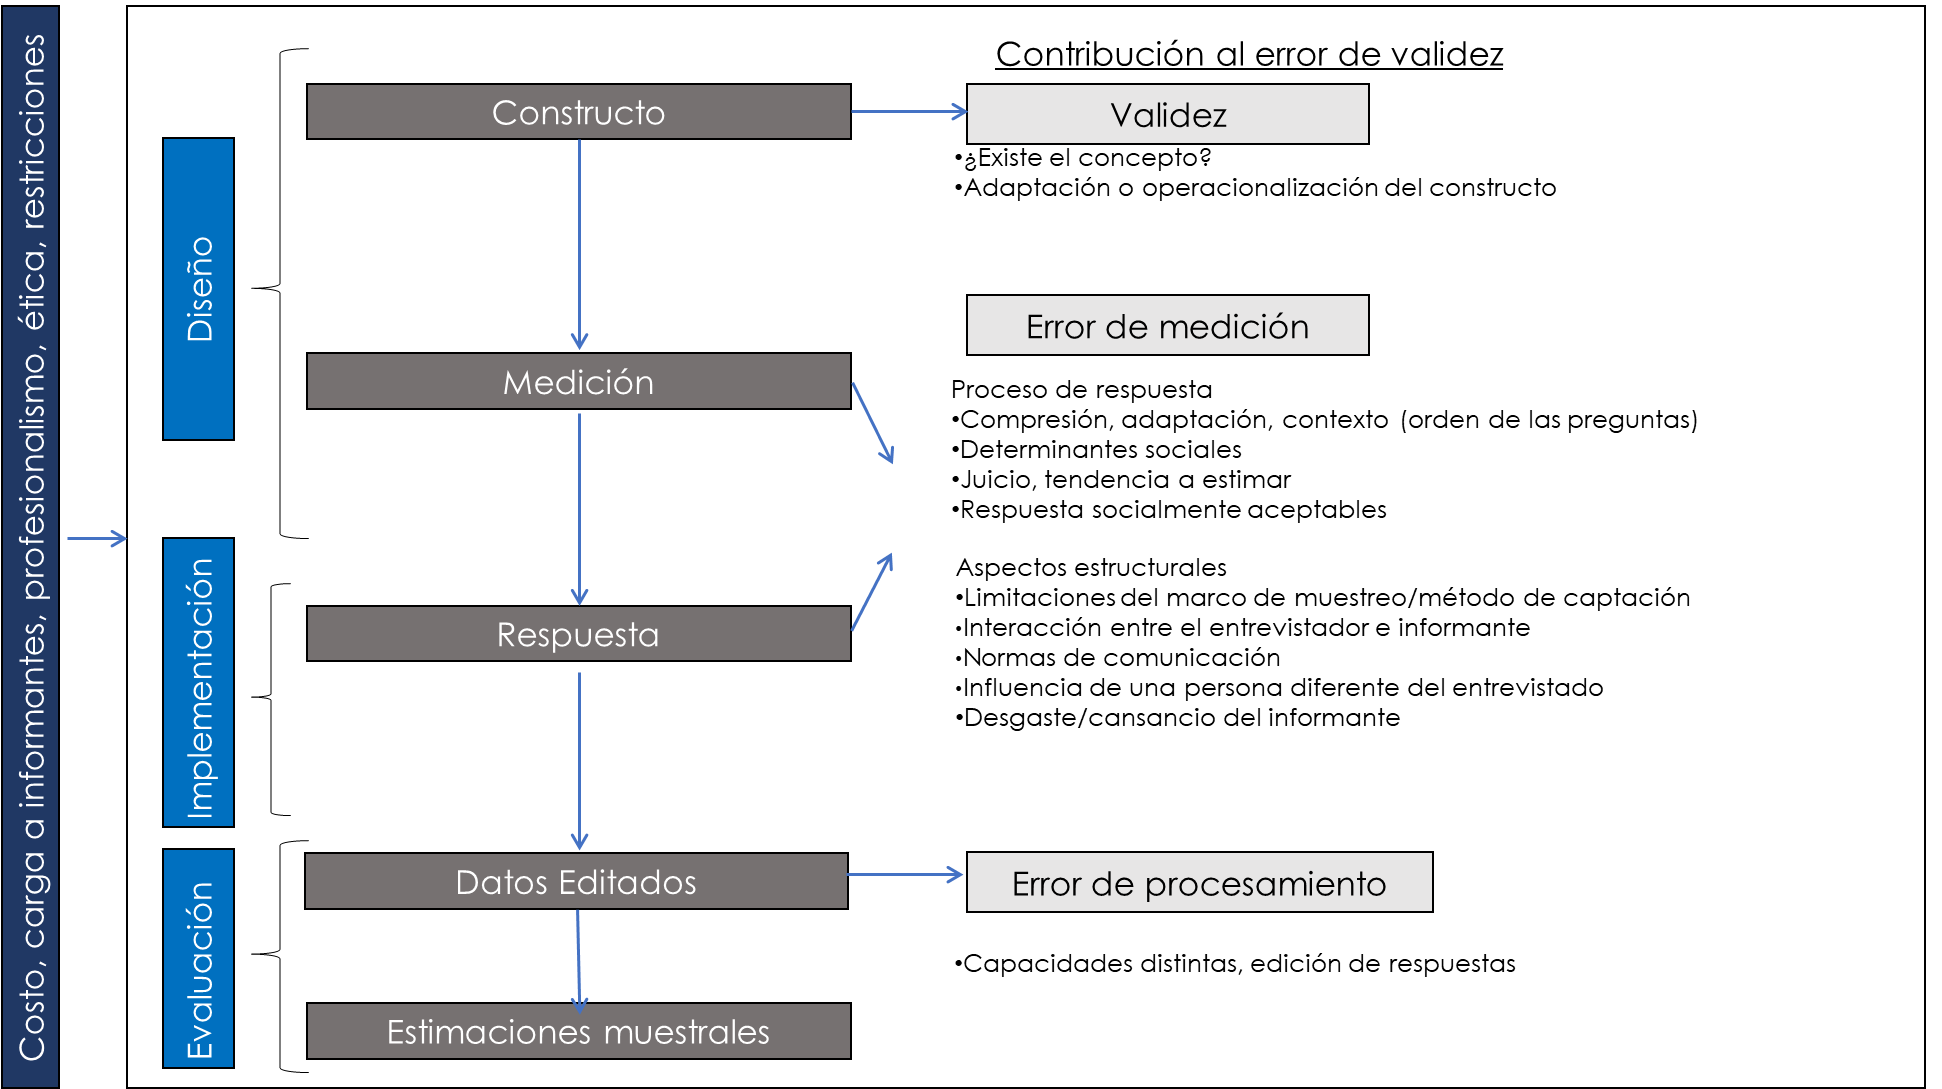 Costo, carga a informantes, profesionalismo, ética, restricciones
Diseño
Implementación
Evaluación
Constructo
Medición
Respuesta
Datos Editados
Estimaciones muestrales
Contribución al error de validez
Validez
•¿Existe el concepto?
•Adaptación o operacionalización del constructo
Error de medición
Proceso de respuesta
•Compresión, adaptación, contexto (orden de las preguntas)
•Determinantes sociales
•Juicio, tendencia a estimar
•Respuesta socialmente aceptables
Aspectos estructurales
•Limitaciones del marco de muestreo/método de captación
•Interacción entre el entrevistador e informante
•Normas de comunicación
•Influencia de una persona diferente del entrevistado
•Desgaste/cansancio del informante
Error de procesamiento
•Capacidades distintas, edición de respuestas